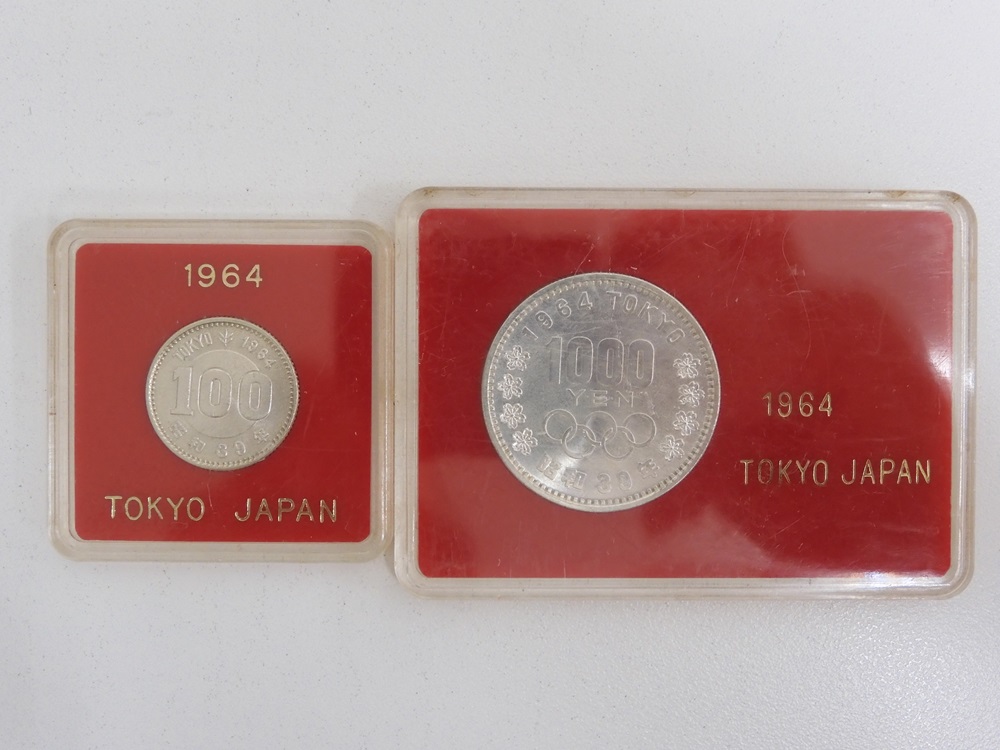 1964
TOKYO 1964
100
昭和39年
TOKYO JAPAN
1964 TOKYO
1000
YEN
昭和39年
1964
TOKYO JAPAN